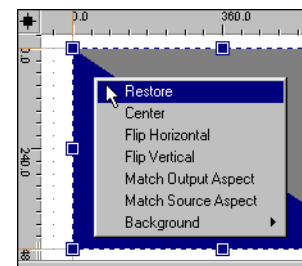 0.0 360.0
0.0
Restore
Center
Flip Horizontal
Flip Vertical
Match Output Aspect
Match Source Aspect
Background
240.0
48